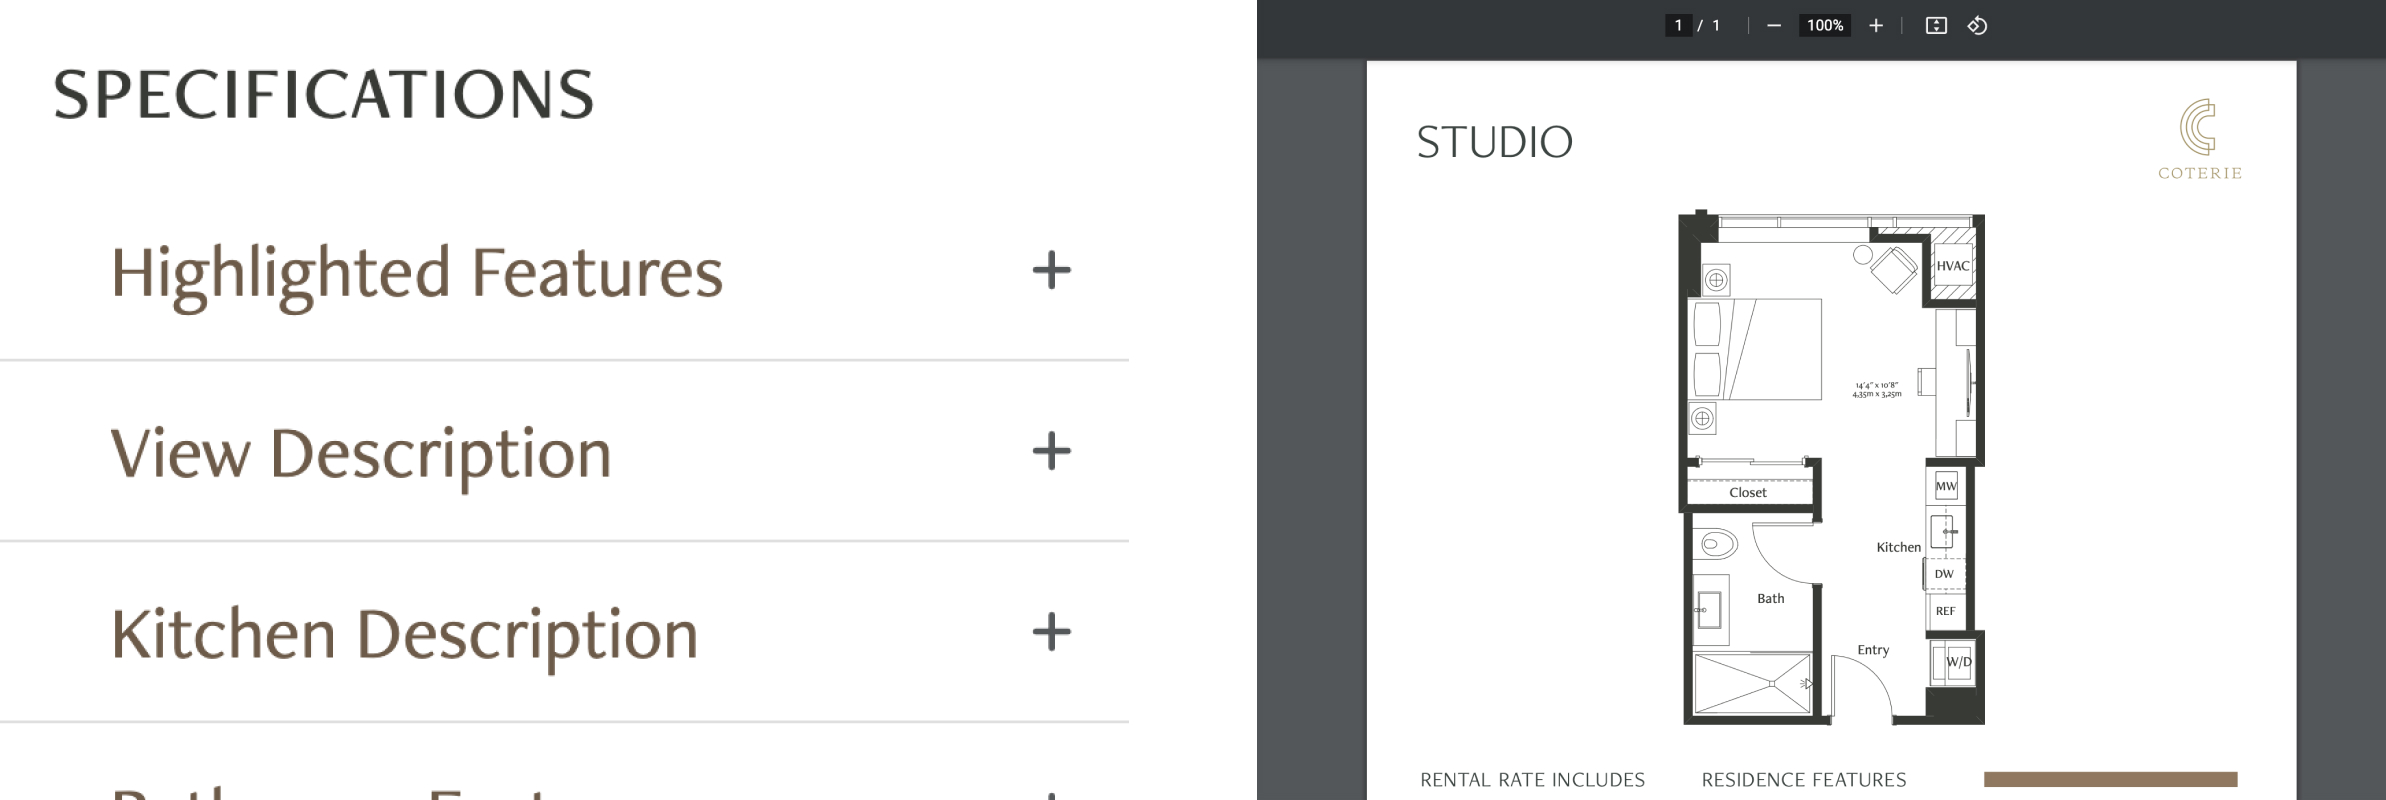 SPECIFICATIONS
Highlighted Features
View Description
Kitchen Description
1 / 1
100%
STUDIO
COTERIE
HVAC
14'4" x 10'8"
4,35m x 3,25m
Closet
MW
Kitchen
DW
Bath
REF
Entry
W/D
RENTAL RATE INCLUDES
RESIDENCE FEATURES